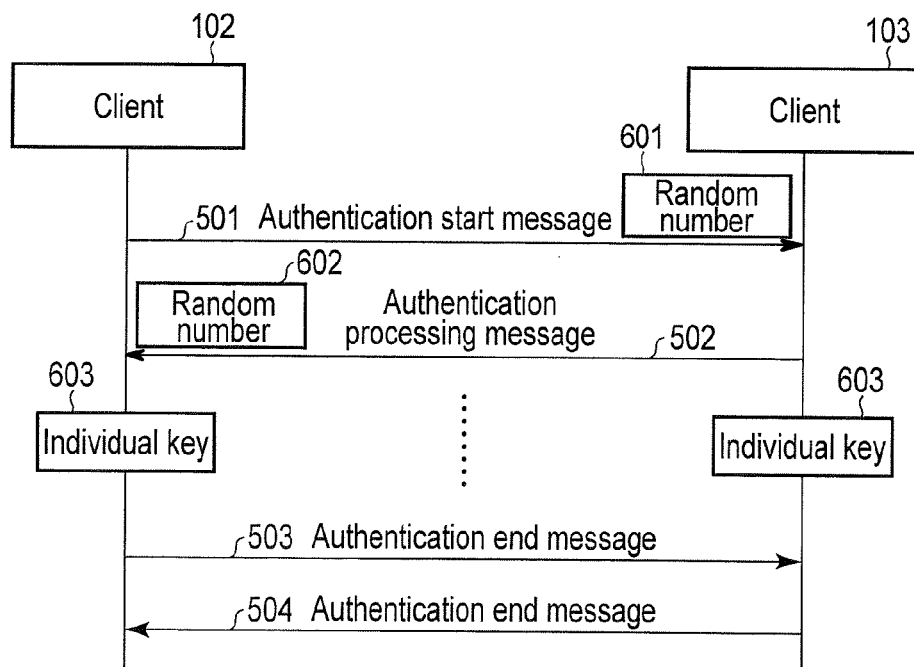 102
103
Client
Client
601
Random
number
501 Authentication start message
602
Random
number
Authentication
processing message
502
603
603
Individual key
Individual key
503 Authentication end message
504 Authentication end message